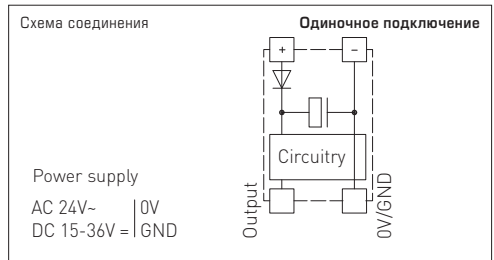 Схема соединения
Одиночное подключение
+ −
Circuitry
Power supply
AC 24V~ | 0V
DC 15-36V = | GND
Output
0V/GND